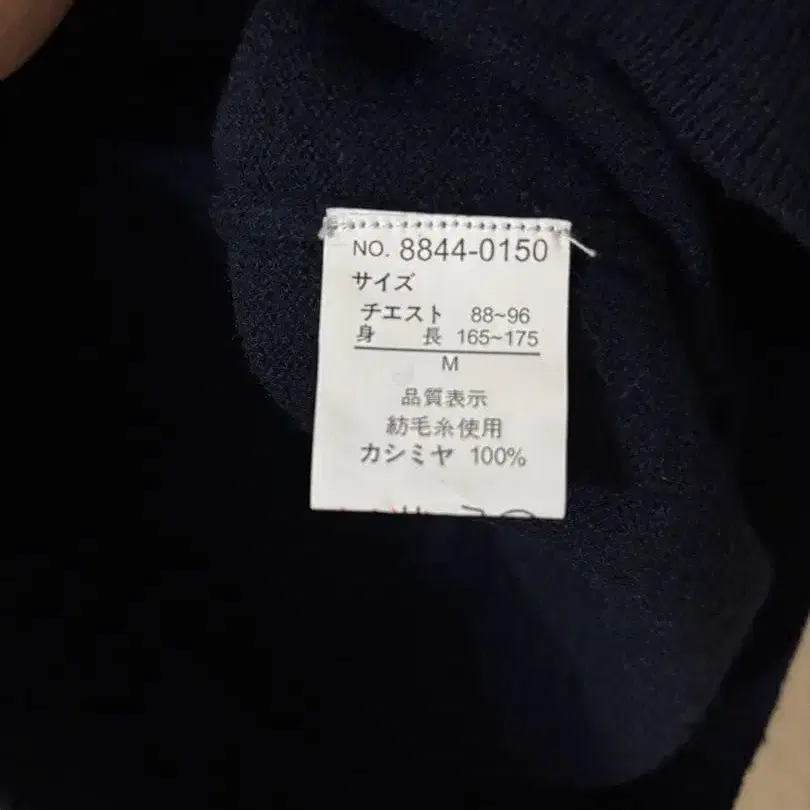 NO. 8844-0150
サイズ
チエスト 88~96
身 長 165~175
M
品質表示
紡毛糸使用
カシミヤ 100%